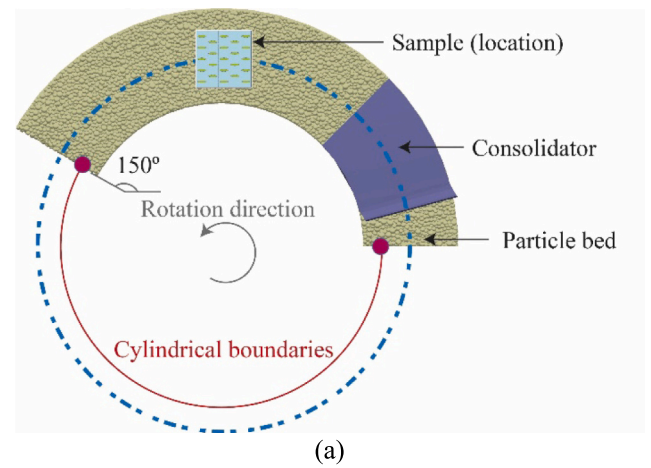 Sample (location)
150º
Consolidator
Rotation direction
Particle bed
Cylindrical boundaries
(a)